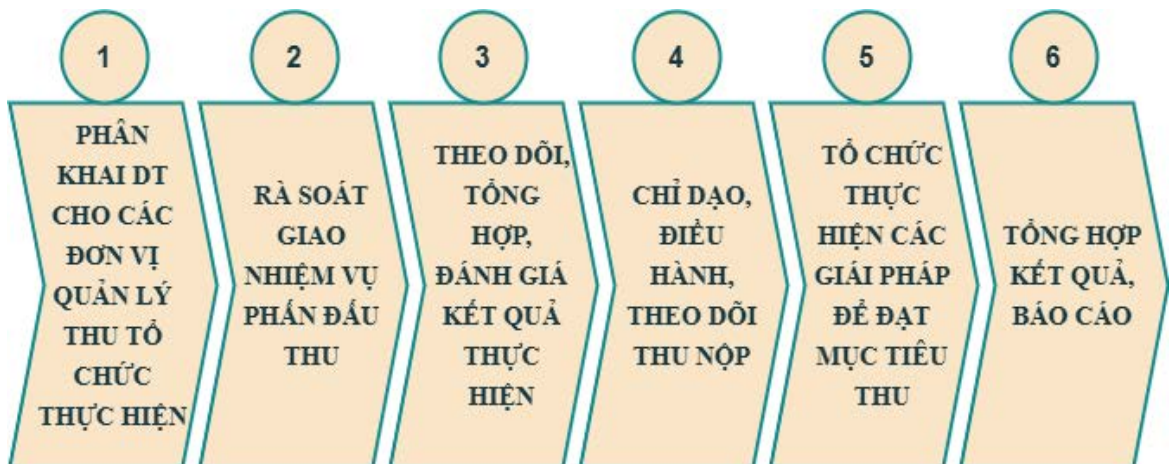 1
PHÂN
KHAI DT
CHO CÁC
ĐƠN VỊ
QUẢN LÝ
THU TỔ
CHỨC
THỰC HIỆN
2
RÀ SOÁT
GIAO
NHIỆM VỤ
PHẤN ĐẤU
THU
3
THEO DÕI,
TỔNG
HỢP,
ĐÁNH GIÁ
KẾT QUẢ
THỰC
HIỆN
4
CHỈ DẠO,
ĐIỀU
HÀNH,
THEO DÕI
THU NỘP
5
TỔ CHỨC
THỰC
HIỆN CÁC
GIÁI PHÁP
ĐỂ ĐẠT
MỤC TIÊU
THU
6
TỔNG HỢP
KẾT QUẢ,
BÁO CÁO